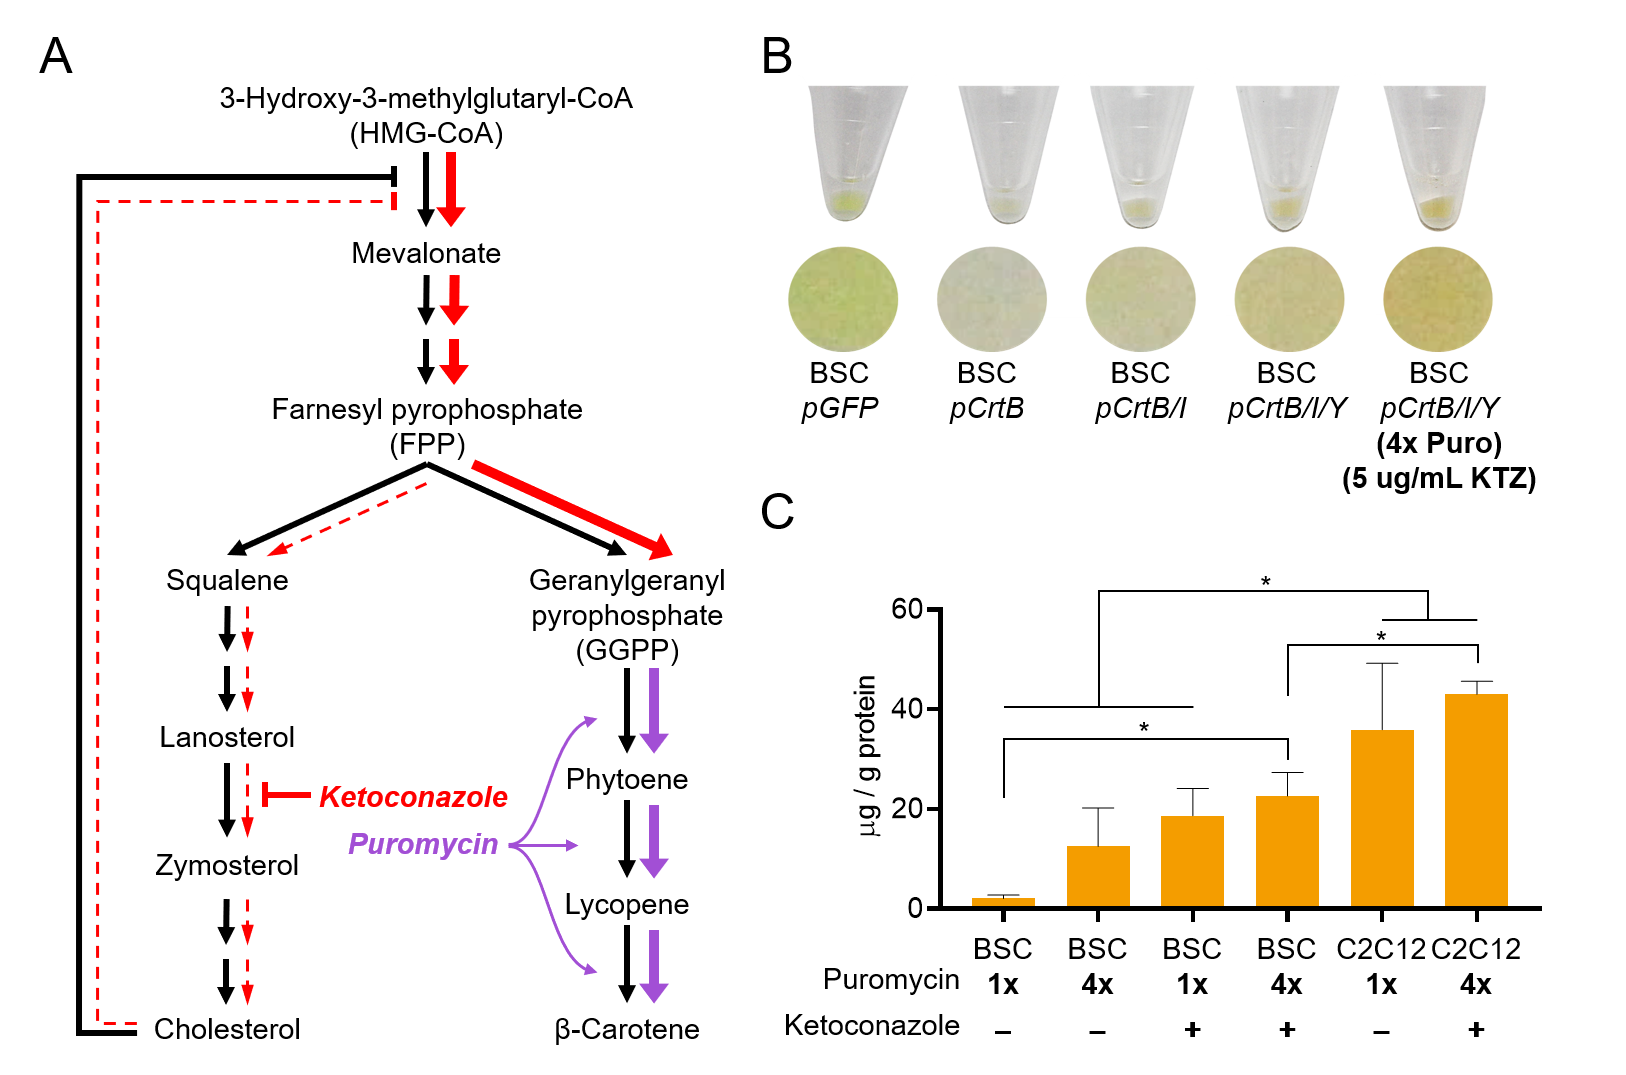 A
3-Hydroxy-3-methylglutaryl-CoA
(HMG-CoA)
Mevalonate
Farnesyl pyrophosphate
(FPP)
Squalene
Geranylgeranyl
pyrophosphate
(GGPP)
Lanosterol
Phytoene
Ketoconazole
Puromycin
Zymosterol
Lycopene
Cholesterol
β-Carotene
B
BSC
pGFP
BSC
pCrtB
BSC
pCrtB/I
BSC
pCrtB/I/Y
BSC
pCrtB/I/Y
(4x Puro)
(5 ug/mL KTZ)
C
µg / g protein
60
40
20
0
*
*
*
BSC BSC BSC BSC C2C12 C2C12
Puromycin 1x 4x 1x 4x 1x 4x
Ketoconazole – – + + – +